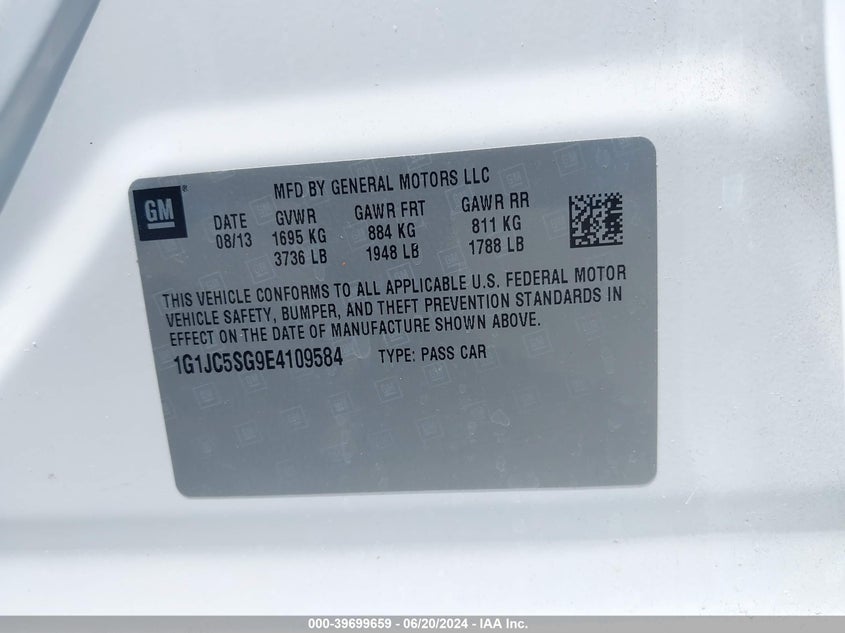 GM
MFD BY GENERAL MOTORS LLC
DATE GVWR GAWR FRT GAWR RR
08/13 1695 KG 884 KG 811 KG
3736 LB 1948 LB 1788 LB
THIS VEHICLE CONFORMS TO ALL APPLICABLE U.S. FEDERAL MOTOR
VEHICLE SAFETY, BUMPER, AND THEFT PREVENTION STANDARDS IN
EFFECT ON THE DATE OF MANUFACTURE SHOWN ABOVE.
1G1JC5SG9E4109584 TYPE: PASS CAR
000-39699659 - 06/20/2024 - IAA Inc.